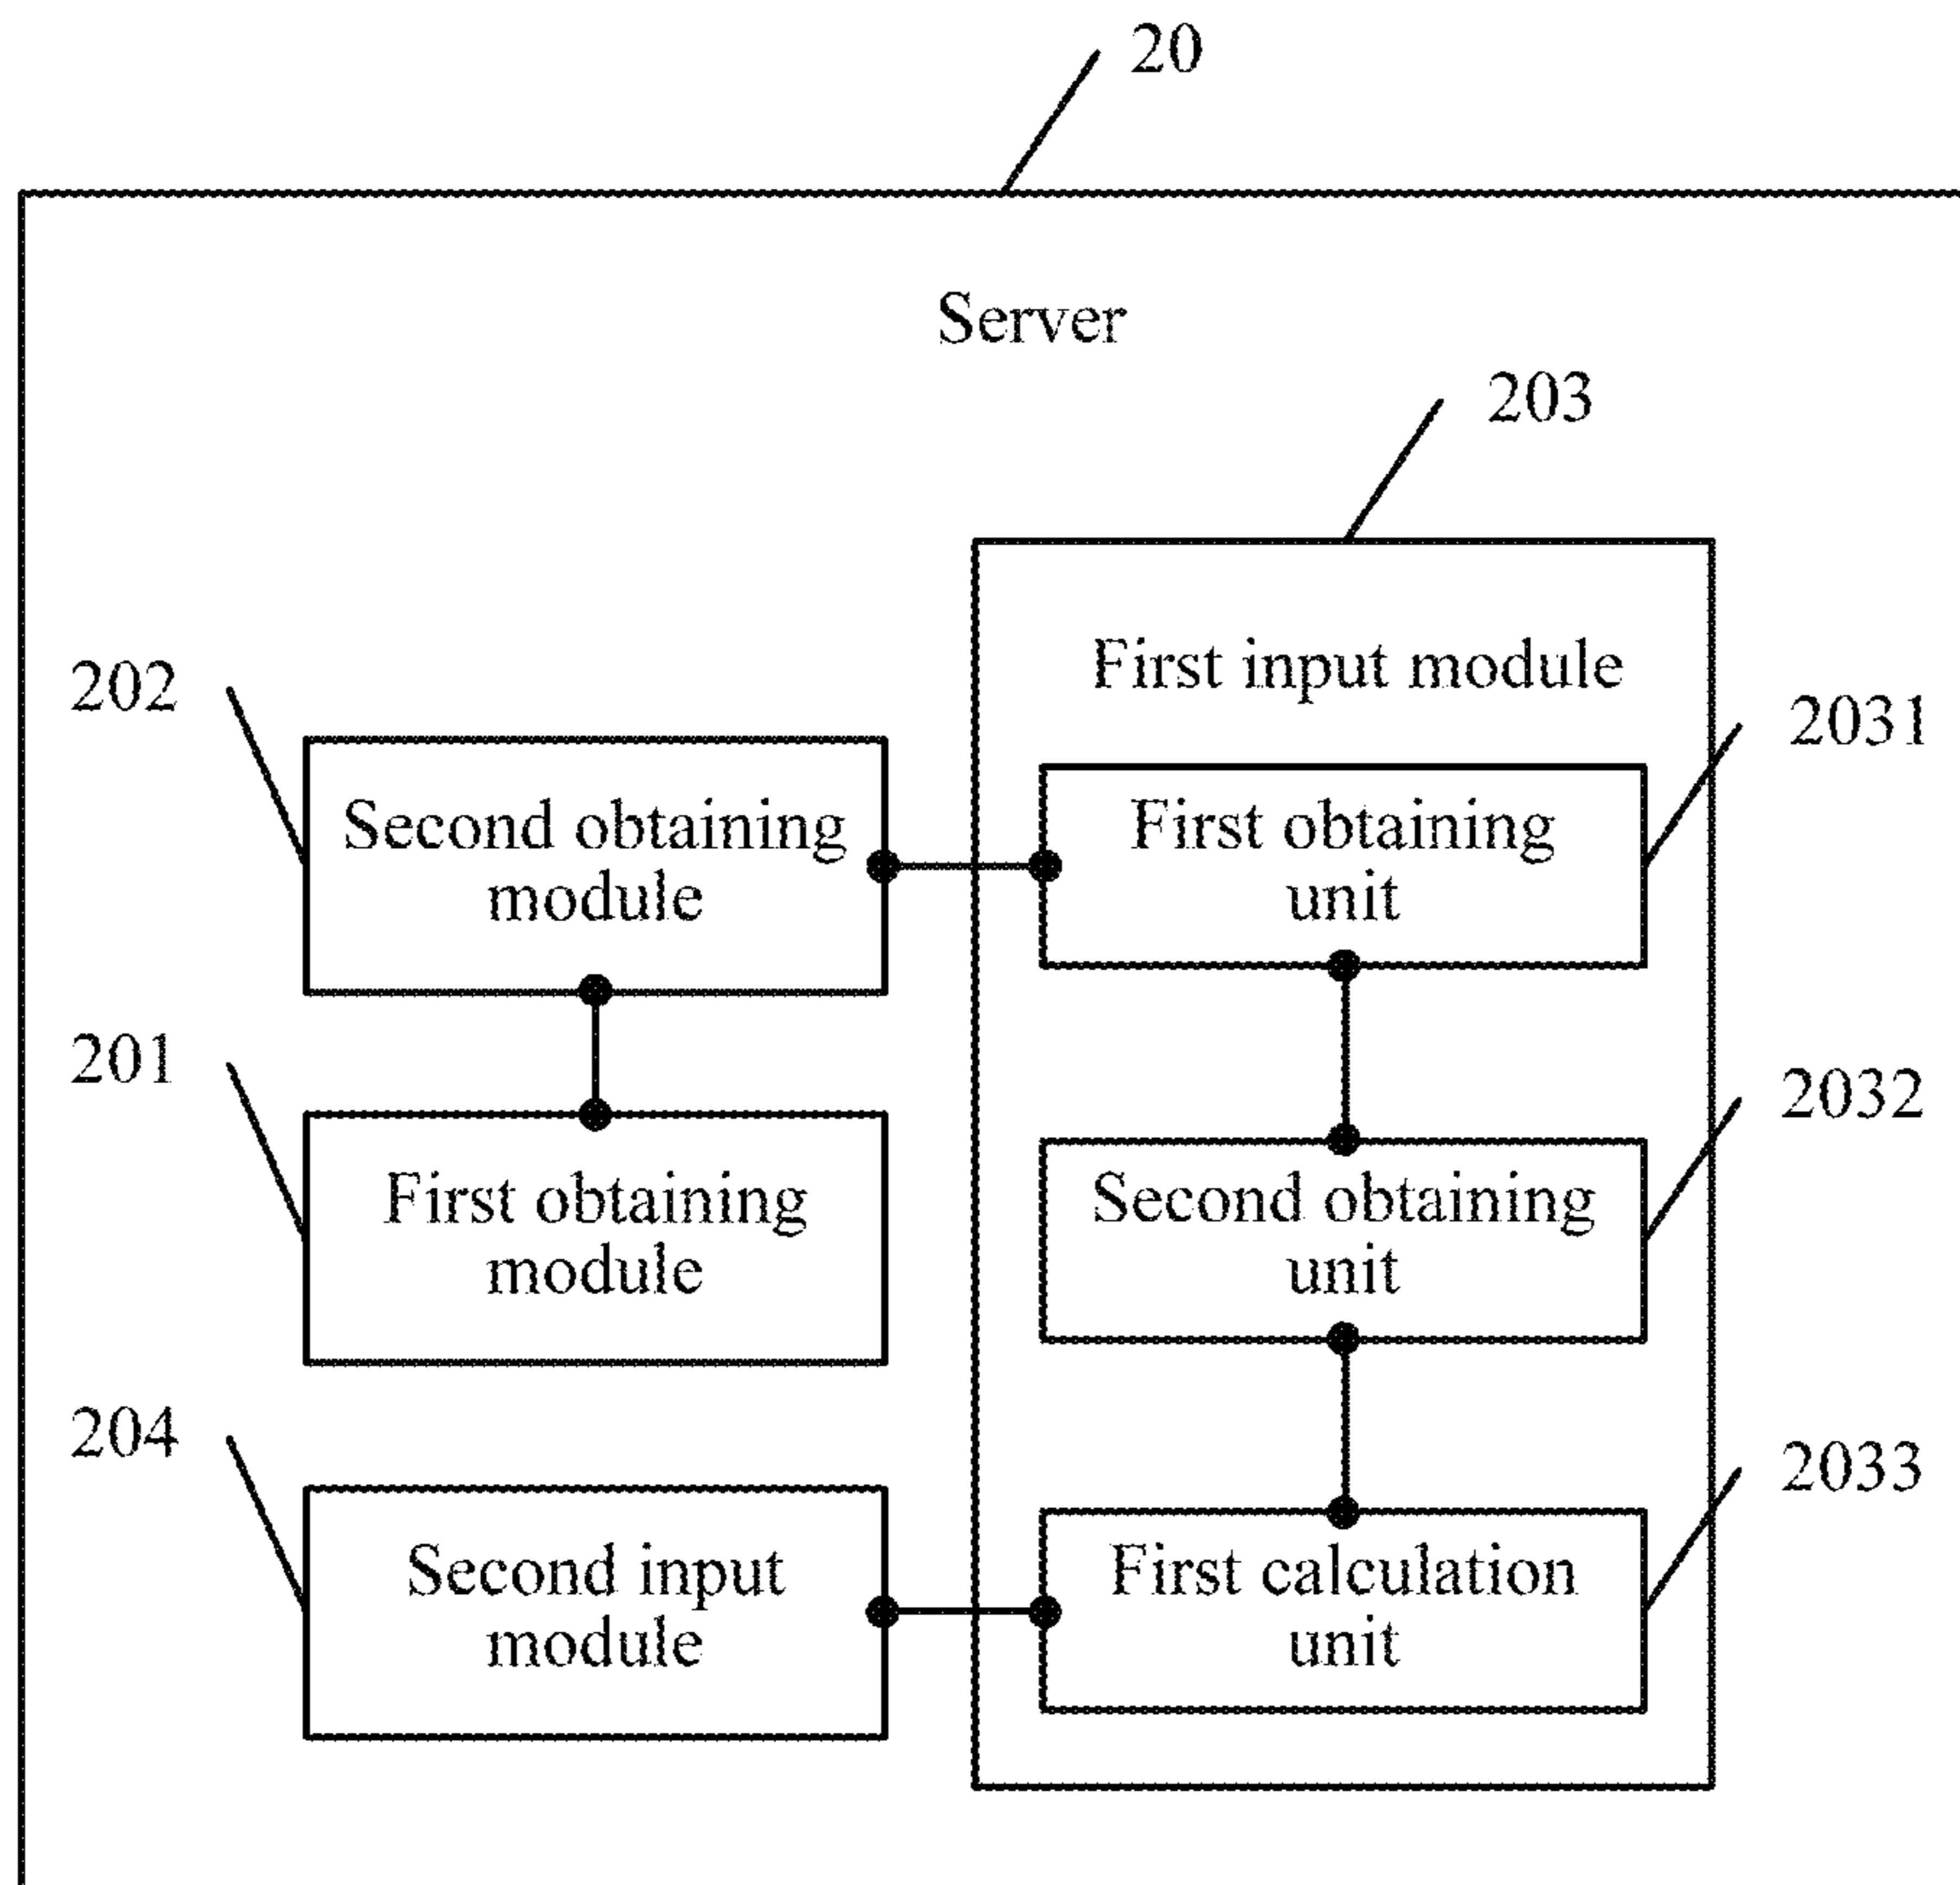 20
Server
203
First input module
202
2031
Second obtaining
module
First obtaining
unit
201
2032
First obtaining
module
Second obtaining
unit
204
2033
Second input
module
First calculation
unit